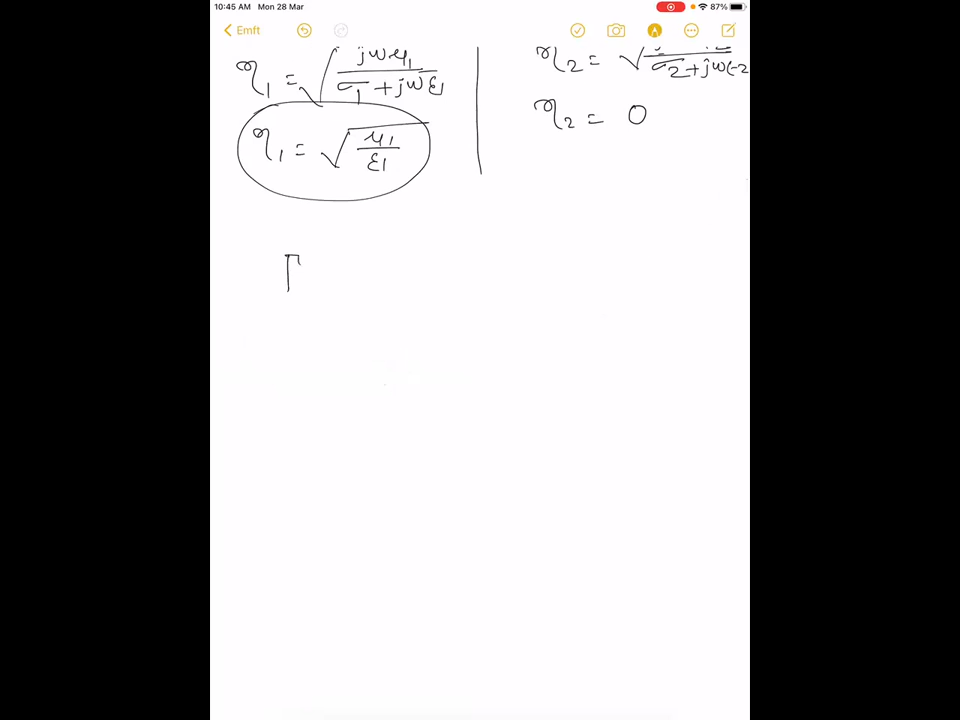 10:45 AM Mon 28 Mar
87%
Emft
η₁ = √(jωμ₁ / (σ₁ + jωε₁))
η₁ = √(μ₁ / ε₁)
η₂ = √( / (σ₂ + jωε₂))
η₂ = 0
Γ